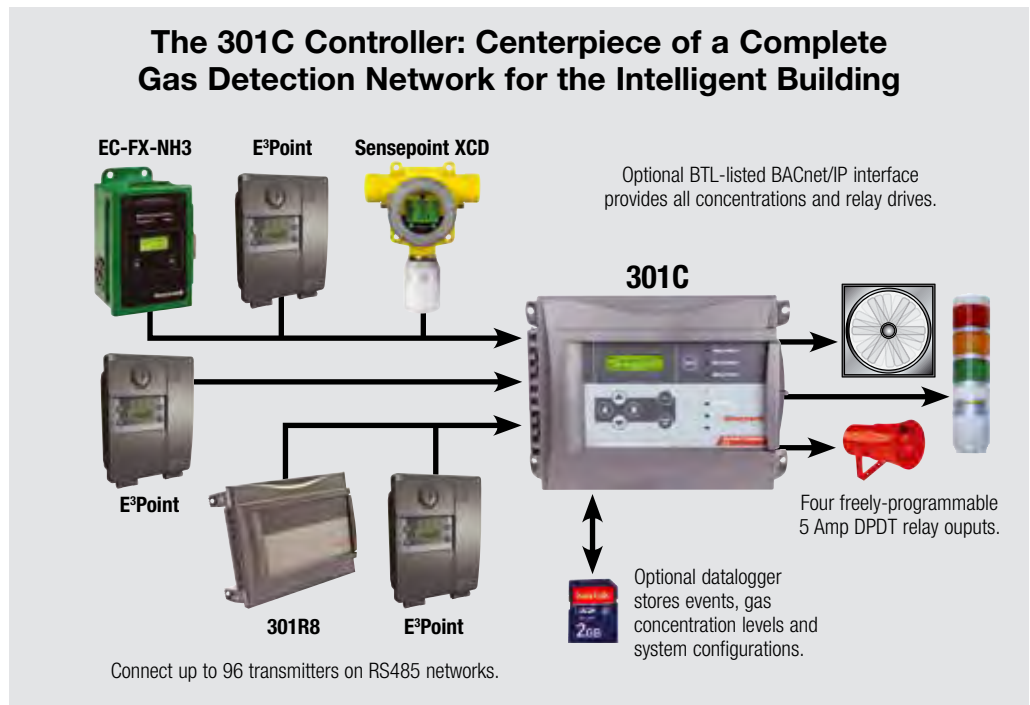 The 301C Controller: Centerpiece of a Complete
Gas Detection Network for the Intelligent Building
EC-FX-NH3
E³Point
Sensepoint XCD
Optional BTL-listed BACnet/IP interface
provides all concentrations and relay drives.
301C
E³Point
301R8
E³Point
Four freely-programmable
5 Amp DPDT relay ouputs.
SanDisk
2GB
Optional datalogger
stores events, gas
concentration levels and
system configurations.
Connect up to 96 transmitters on RS485 networks.